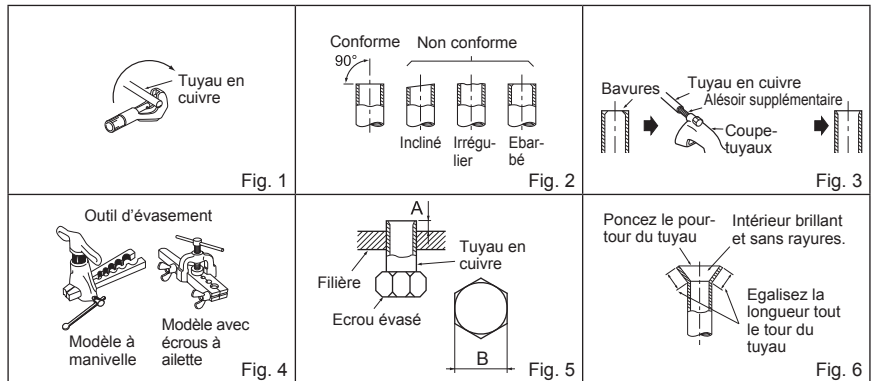 Tuyau en
cuivre
Fig. 1
Conforme
Non conforme
90°
Incliné
Irrégu-
lier
Ebar-
bé
Fig. 2
Bavures
Tuyau en cuivre
Alésoir supplémentaire
Coupe-
tuyaux
Fig. 3
Outil d'évasement
Modèle à
manivelle
Modèle avec
écrous à
ailette
Fig. 4
A
Tuyau en
cuivre
Filière
Ecrou évasé
B
Fig. 5
Poncez le pour-
tour du tuyau
Intérieur brillant
et sans rayures.
Egalisez la
longueur tout
le tour du
tuyau
Fig. 6